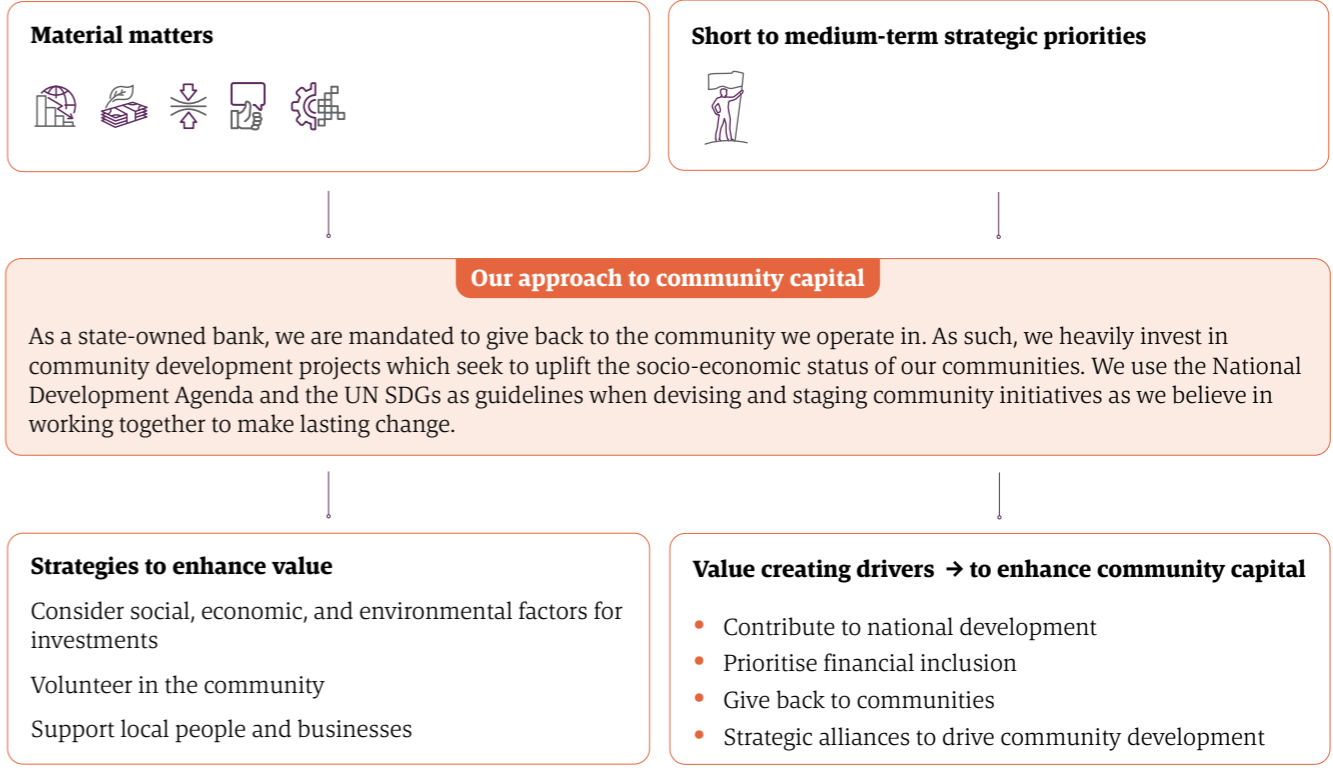 Material matters
Short to medium-term strategic priorities
Our approach to community capital
As a state-owned bank, we are mandated to give back to the community we operate in. As such, we heavily invest in
community development projects which seek to uplift the socio-economic status of our communities. We use the National
Development Agenda and the UN SDGs as guidelines when devising and staging community initiatives as we believe in
working together to make lasting change.
Strategies to enhance value
Consider social, economic, and environmental factors for
investments
Volunteer in the community
Support local people and businesses
Value creating drivers → to enhance community capital
• Contribute to national development
• Prioritise financial inclusion
• Give back to communities
• Strategic alliances to drive community development